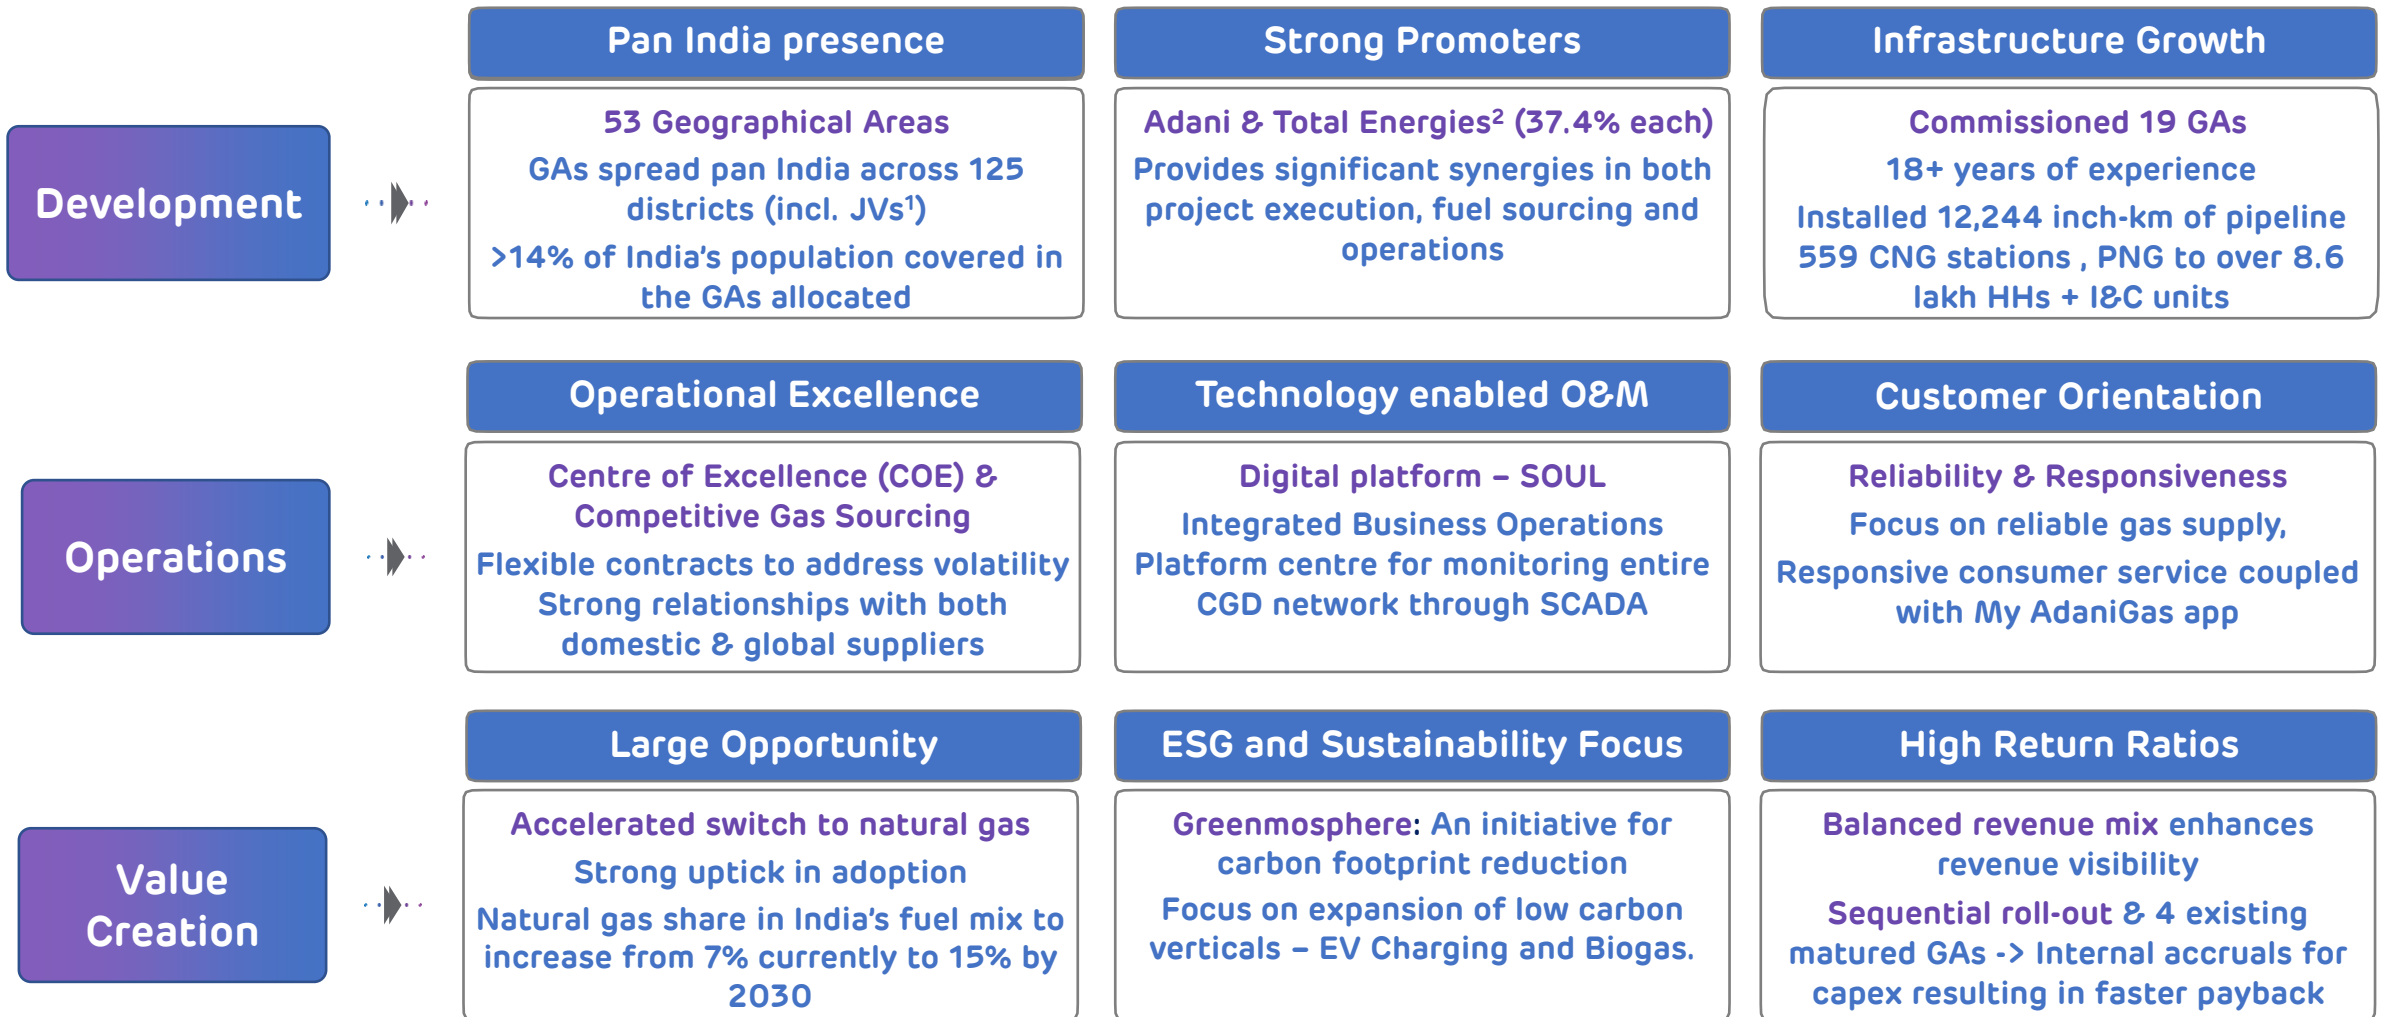 Pan India presence
Strong Promoters
Infrastructure Growth
Development
53 Geographical Areas
GAs spread pan India across 125
districts (incl. JVs¹)
>14% of India's population covered in
the GAs allocated
Adani & Total Energies² (37.4% each)
Provides significant synergies in both
project execution, fuel sourcing and
operations
Commissioned 19 GAs
18+ years of experience
Installed 12,244 inch-km of pipeline
559 CNG stations , PNG to over 8.6
lakh HHs + I&C units
Operational Excellence
Technology enabled O&M
Customer Orientation
Operations
Centre of Excellence (COE) &
Competitive Gas Sourcing
Flexible contracts to address volatility
Strong relationships with both
domestic & global suppliers
Digital platform – SOUL
Integrated Business Operations
Platform centre for monitoring entire
CGD network through SCADA
Reliability & Responsiveness
Focus on reliable gas supply,
Responsive consumer service coupled
with My AdaniGas app
Large Opportunity
ESG and Sustainability Focus
High Return Ratios
Value
Creation
Accelerated switch to natural gas
Strong uptick in adoption
Natural gas share in India's fuel mix to
increase from 7% currently to 15% by
2030
Greenmosphere: An initiative for
carbon footprint reduction
Focus on expansion of low carbon
verticals – EV Charging and Biogas.
Balanced revenue mix enhances
revenue visibility
Sequential roll-out & 4 existing
matured GAs -> Internal accruals for
capex resulting in faster payback